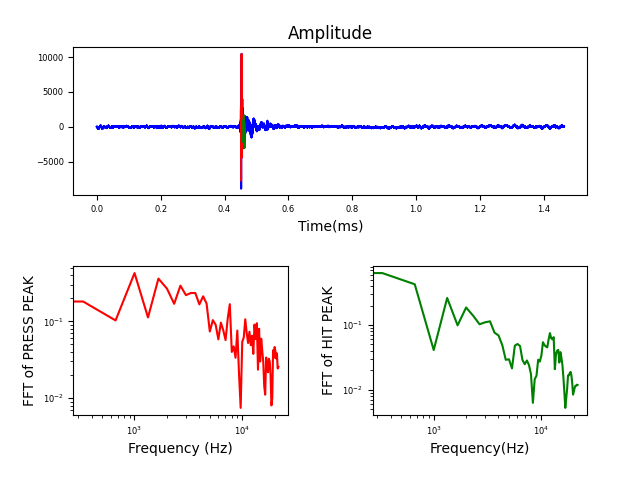 Amplitude
10000
5000
0
−5000
0.0 0.2 0.4 0.6 0.8 1.0 1.2 1.4
Time(ms)
FFT of PRESS PEAK
10⁻¹
10⁻²
10³ 10⁴
Frequency (Hz)
FFT of HIT PEAK
10⁻¹
10⁻²
10³ 10⁴
Frequency(Hz)